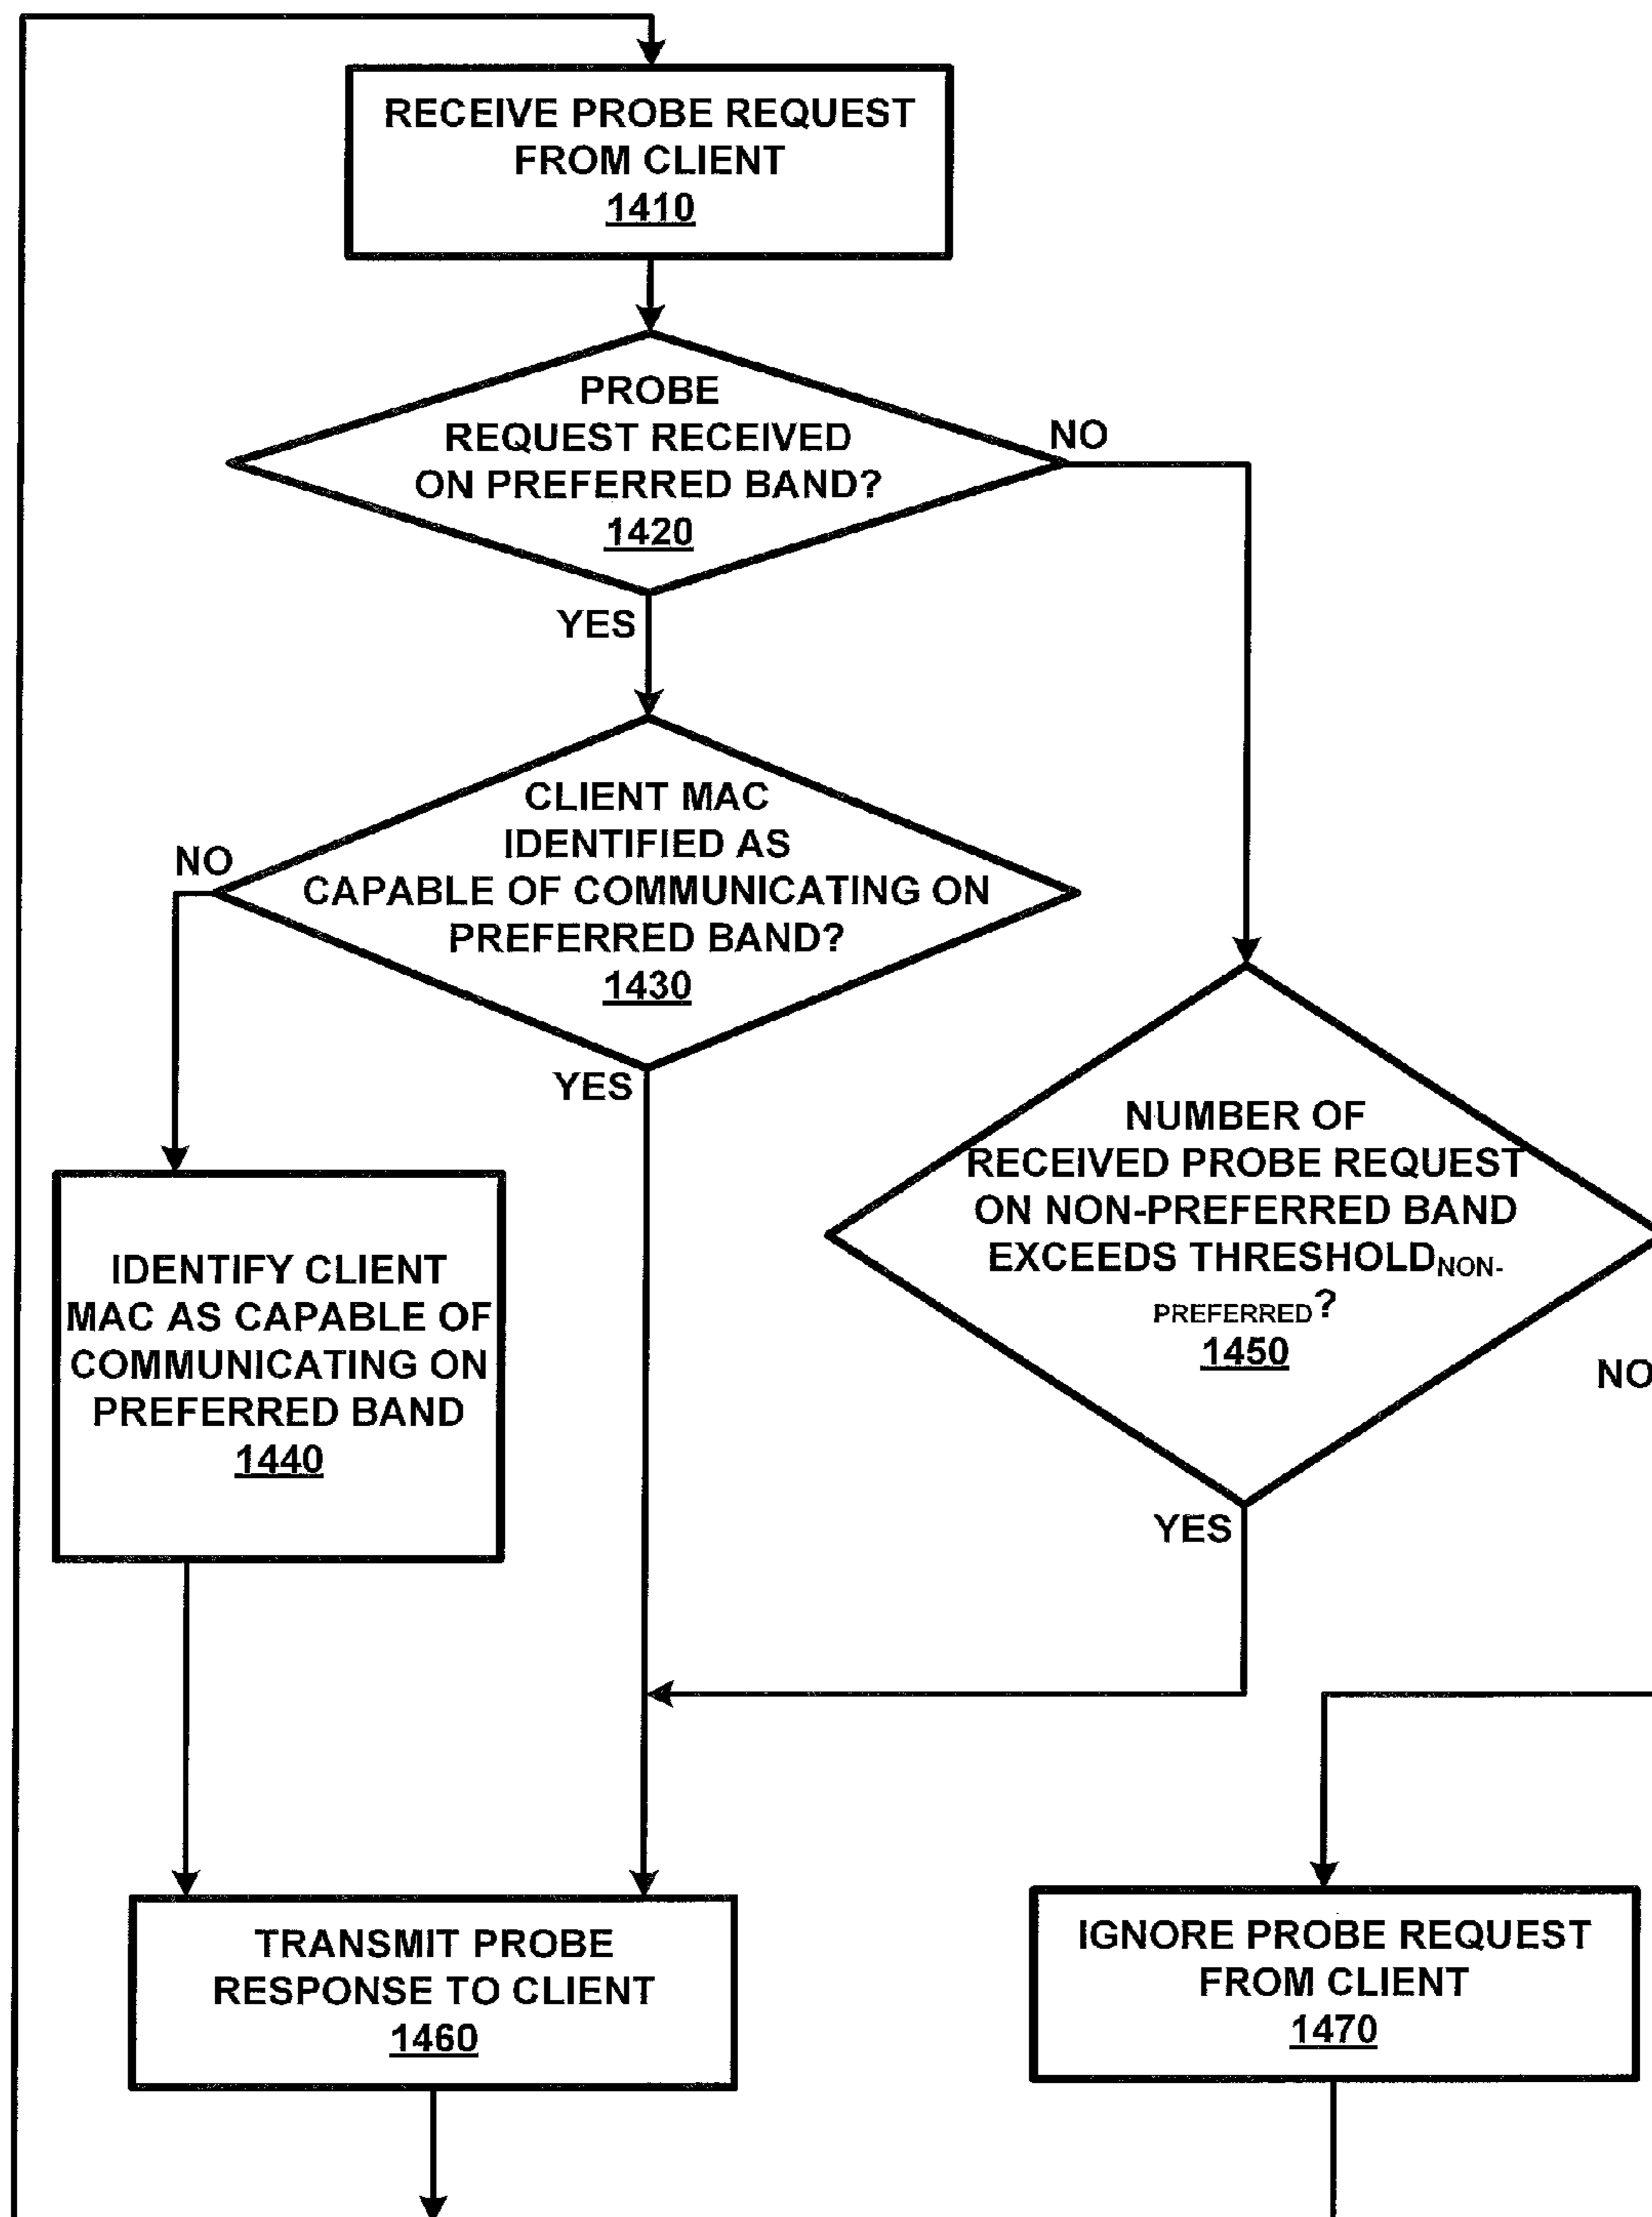 RECEIVE PROBE REQUEST
FROM CLIENT
1410
PROBE
REQUEST RECEIVED
ON PREFERRED BAND?
1420
NO
YES
CLIENT MAC
IDENTIFIED AS
CAPABLE OF COMMUNICATING ON
PREFERRED BAND?
1430
NO
YES
IDENTIFY CLIENT
MAC AS CAPABLE OF
COMMUNICATING ON
PREFERRED BAND
1440
NUMBER OF
RECEIVED PROBE REQUEST
ON NON-PREFERRED BAND
EXCEEDS THRESHOLDNON-
PREFERRED?
1450
NO
YES
TRANSMIT PROBE
RESPONSE TO CLIENT
1460
IGNORE PROBE REQUEST
FROM CLIENT
1470